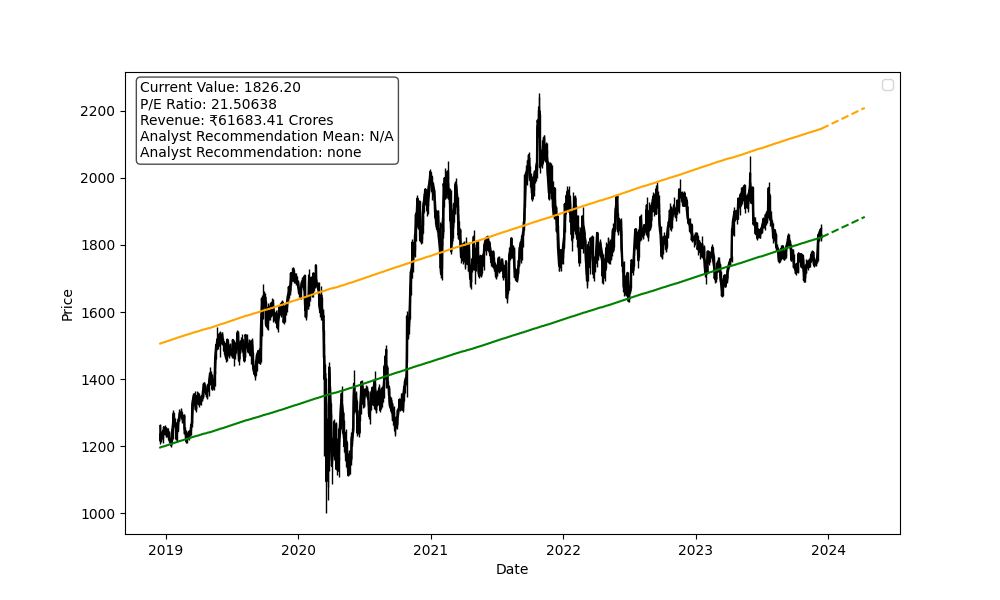 Current Value: 1826.20
P/E Ratio: 21.50638
Revenue: ₹61683.41 Crores
Analyst Recommendation Mean: N/A
Analyst Recommendation: none
2200
2000
1800
1600
1400
1200
1000
Price
2019 2020 2021 2022 2023 2024
Date